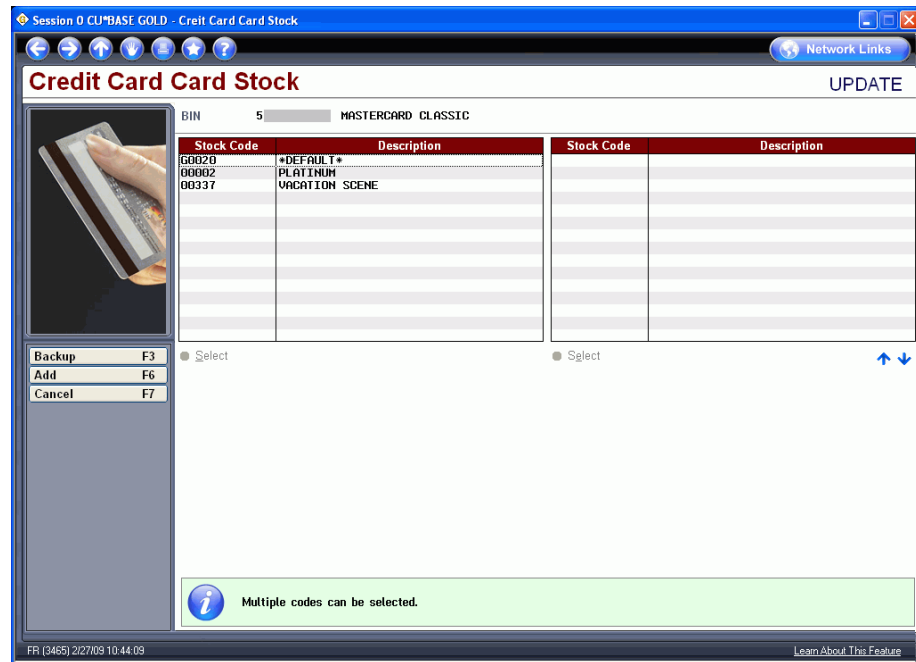 Session 0 CU*BASE GOLD - Creit Card Card Stock
Network Links
Credit Card Card Stock
UPDATE
BIN 5 MASTERCARD CLASSIC
Stock Code Description Stock Code Description
G0020 *DEFAULT*
00002 PLATINUM
00337 VACATION SCENE
Select Select
Backup F3
Add F6
Cancel F7
Multiple codes can be selected.
FR (3465) 2/27/09 10:44:09
Learn About This Feature